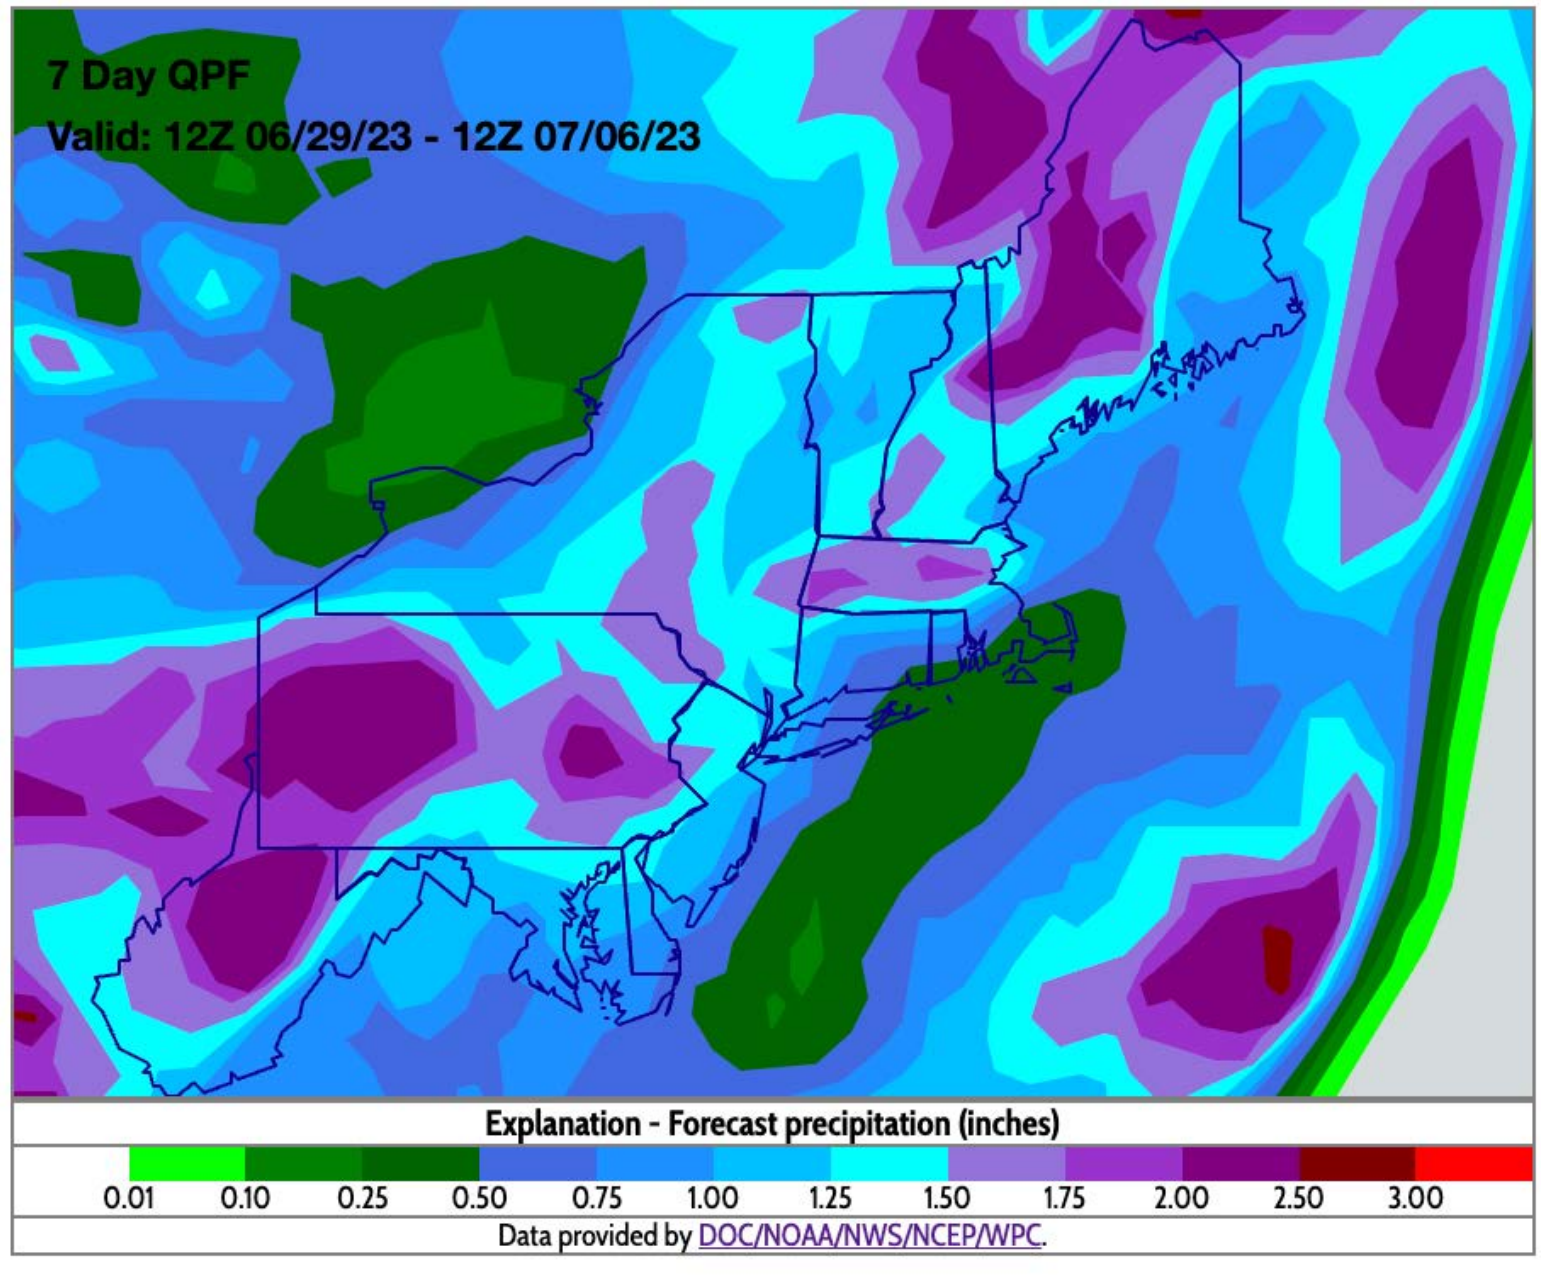 7 Day QPF
Valid: 12Z 06/29/23 - 12Z 07/06/23
Explanation - Forecast precipitation (inches)
0.01 0.10 0.25 0.50 0.75 1.00 1.25 1.50 1.75 2.00 2.50 3.00
Data provided by DOC/NOAA/NWS/NCEP/WPC.